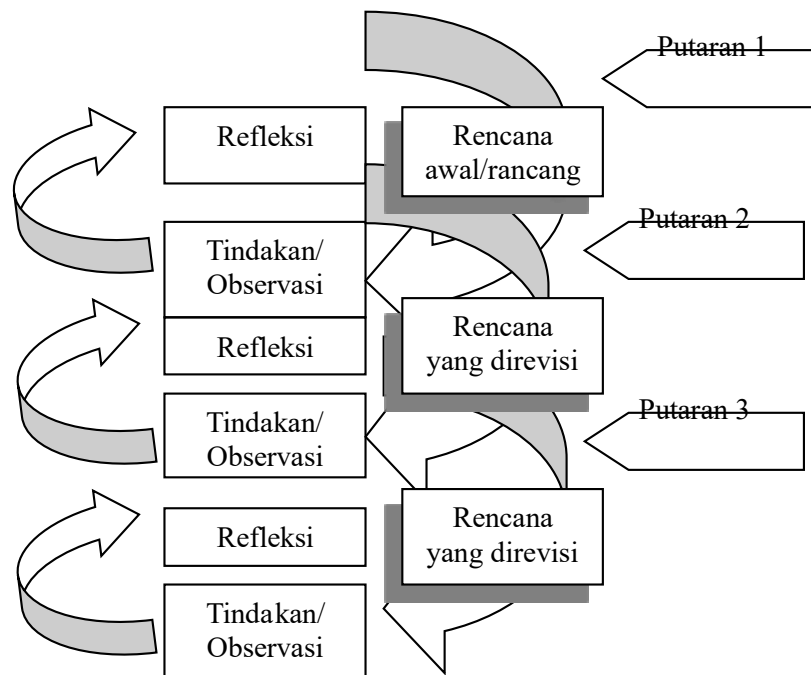 Putaran 1
Refleksi
Rencana
awal/rancang
Putaran 2
Tindakan/
Observasi
Refleksi
Rencana
yang direvisi
Putaran 3
Tindakan/
Observasi
Refleksi
Rencana
yang direvisi
Tindakan/
Observasi